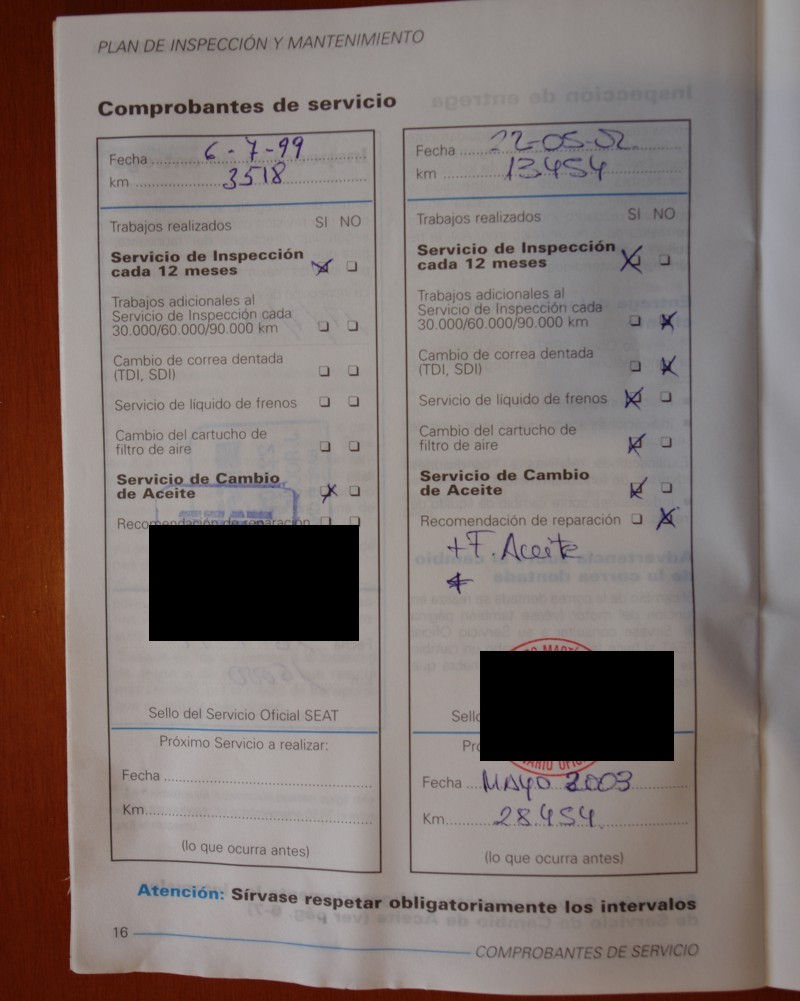 PLAN DE INSPECCIÓN Y MANTENIMIENTO
Comprobantes de servicio
Fecha 6-7-99
km 3518
Trabajos realizados SI NO
Servicio de Inspección
cada 12 meses
Trabajos adicionales al
Servicio de Inspección cada
30.000/60.000/90.000 km
Cambio de correa dentada
(TDI, SDI)
Servicio de líquido de frenos
Cambio del cartucho de
filtro de aire
Servicio de Cambio
de Aceite
Recomendación de reparación
Sello del Servicio Oficial SEAT
Próximo Servicio a realizar:
Fecha
Km
(lo que ocurra antes)
Fecha 22-05-02
km 13.454
Trabajos realizados SI NO
Servicio de Inspección
cada 12 meses
Trabajos adicionales al
Servicio de Inspección cada
30.000/60.000/90.000 km
Cambio de correa dentada
(TDI, SDI)
Servicio de líquido de frenos
Cambio del cartucho de
filtro de aire
Servicio de Cambio
de Aceite
Recomendación de reparación
+ F. Aceite
Fecha MAYO 2003
Km 28.454
(lo que ocurra antes)
Atención: Sírvase respetar obligatoriamente los intervalos
16
COMPROBANTES DE SERVICIO